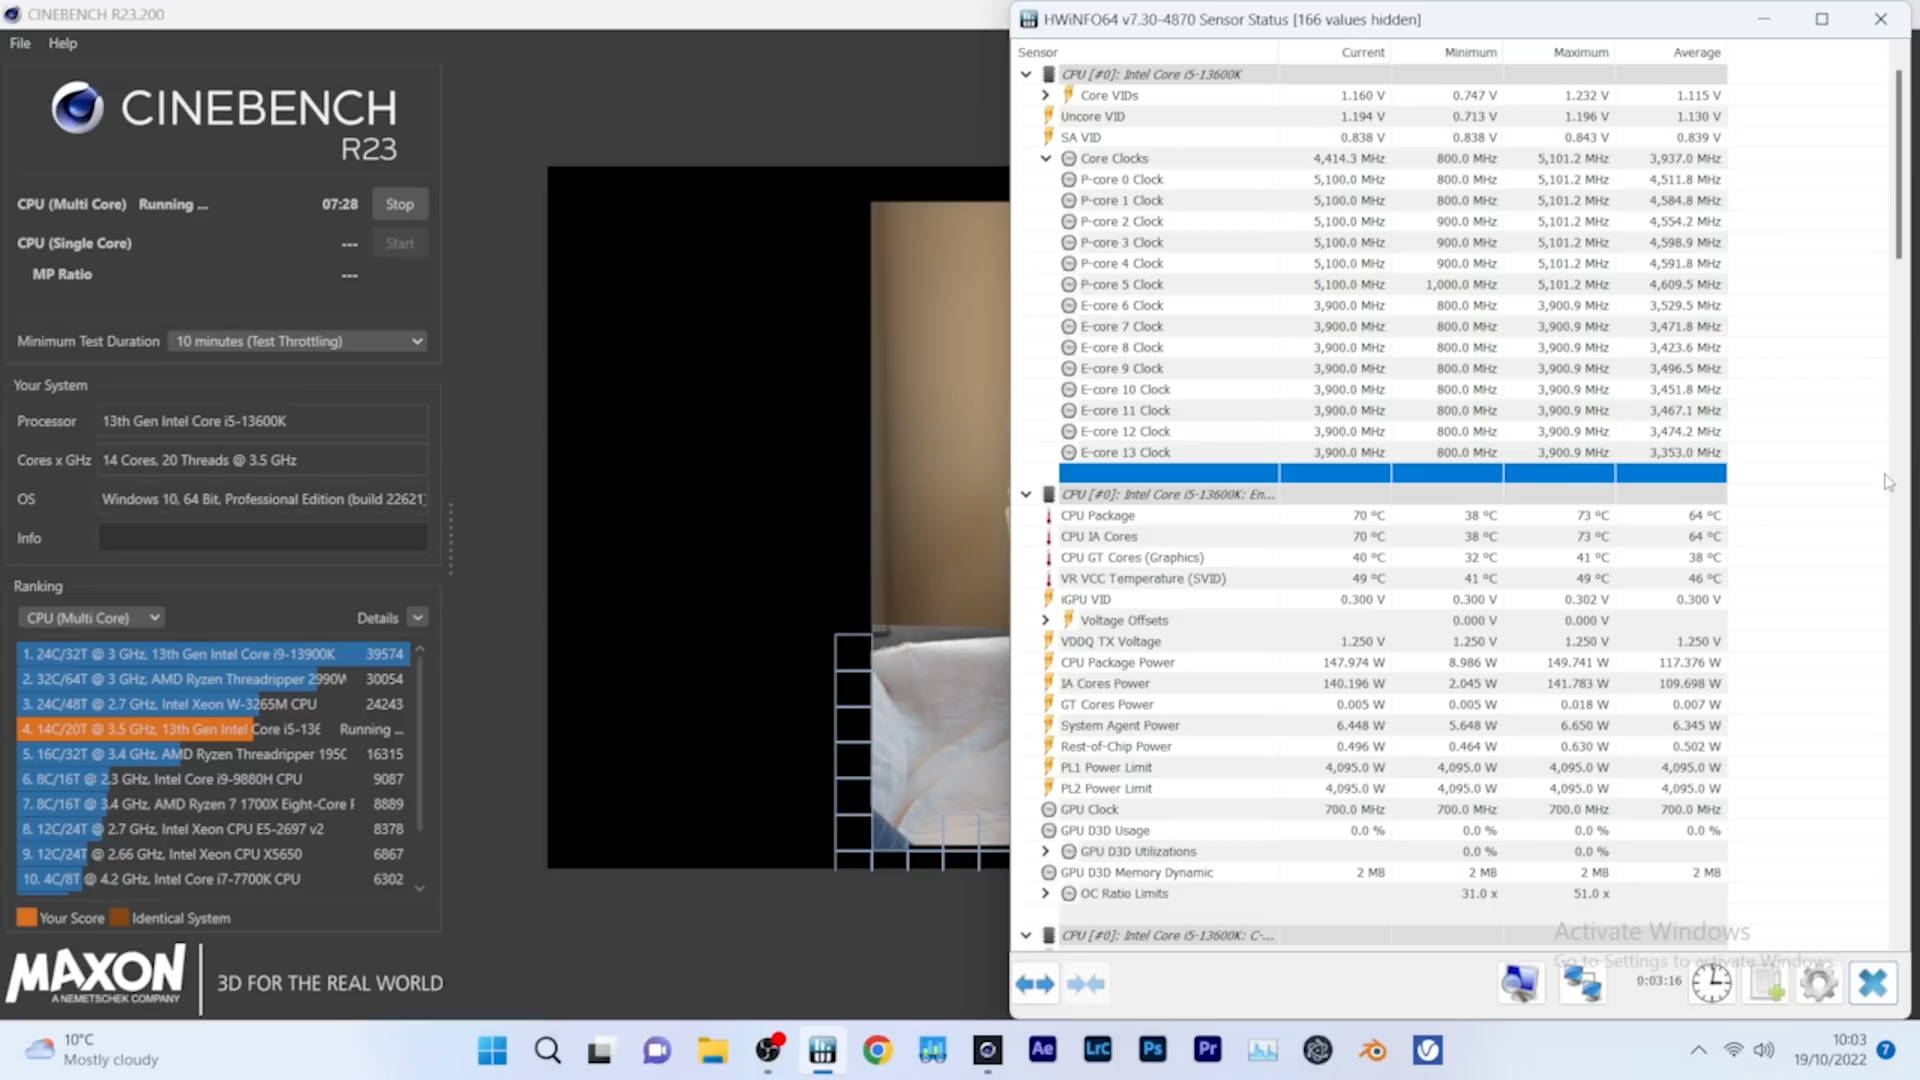 CINEBENCH R23.200
File Help
CINEBENCH
R23
CPU (Multi Core) Running ... 07:28 Stop
CPU (Single Core) --- Start
MP Ratio ---
Minimum Test Duration 10 minutes (Test Throttling)
Your System
Processor 13th Gen Intel Core i5-13600K
Cores x GHz 14 Cores, 20 Threads @ 3.5 GHz
OS Windows 10, 64 Bit, Professional Edition (build 22621)
Info
Ranking
CPU (Multi Core) Details
1. 24C/32T @ 3 GHz, 13th Gen Intel Core i9-13900K 39574
2. 32C/64T @ 3 GHz, AMD Ryzen Threadripper 2990W 30054
3. 24C/48T @ 2.7 GHz, Intel Xeon W-3265M CPU 24243
4. 14C/20T @ 3.5 GHz, 13th Gen Intel Core i5-136 Running ...
5. 16C/32T @ 3.4 GHz, AMD Ryzen Threadripper 195 16315
6. 8C/16T @ 2.3 GHz, Intel Core i9-9880H CPU 9087
7. 8C/16T @ 3.4 GHz, AMD Ryzen 7 1700X Eight-Core 8889
8. 12C/24T @ 2.7 GHz, Intel Xeon CPU E5-2697 v2 8378
9. 12C/24T @ 2.66 GHz, Intel Xeon CPU X5650 6867
10. 4C/8T @ 4.2 GHz, Intel Core i7-7700K CPU 6302
Your Score Identical System
MAXON
A NEMETSCHEK COMPANY
3D FOR THE REAL WORLD
HWiNFO64 v7.30-4870 Sensor Status [166 values hidden]
Sensor Current Minimum Maximum Average
CPU [#0]: Intel Core i5-13600K
Core VIDs 1.160 V 0.747 V 1.232 V 1.115 V
Uncore VID 1.194 V 0.713 V 1.196 V 1.130 V
SA VID 0.838 V 0.838 V 0.843 V 0.839 V
Core Clocks 4,414.3 MHz 800.0 MHz 5,101.2 MHz 3,937.0 MHz
P-core 0 Clock 5,100.0 MHz 800.0 MHz 5,101.2 MHz 4,511.8 MHz
P-core 1 Clock 5,100.0 MHz 800.0 MHz 5,101.2 MHz 4,584.8 MHz
P-core 2 Clock 5,100.0 MHz 900.0 MHz 5,101.2 MHz 4,554.2 MHz
P-core 3 Clock 5,100.0 MHz 900.0 MHz 5,101.2 MHz 4,598.9 MHz
P-core 4 Clock 5,100.0 MHz 900.0 MHz 5,101.2 MHz 4,591.8 MHz
P-core 5 Clock 5,100.0 MHz 1,000.0 MHz 5,101.2 MHz 4,609.5 MHz
E-core 6 Clock 3,900.0 MHz 800.0 MHz 3,900.9 MHz 3,529.5 MHz
E-core 7 Clock 3,900.0 MHz 800.0 MHz 3,900.9 MHz 3,471.8 MHz
E-core 8 Clock 3,900.0 MHz 800.0 MHz 3,900.9 MHz 3,423.6 MHz
E-core 9 Clock 3,900.0 MHz 800.0 MHz 3,900.9 MHz 3,496.5 MHz
E-core 10 Clock 3,900.0 MHz 800.0 MHz 3,900.9 MHz 3,451.8 MHz
E-core 11 Clock 3,900.0 MHz 800.0 MHz 3,900.9 MHz 3,467.1 MHz
E-core 12 Clock 3,900.0 MHz 800.0 MHz 3,900.9 MHz 3,474.2 MHz
E-core 13 Clock 3,900.0 MHz 800.0 MHz 3,900.9 MHz 3,353.0 MHz
CPU [#0]: Intel Core i5-13600K: En...
CPU Package 70 ºC 38 ºC 73 ºC 64 ºC
CPU IA Cores 70 ºC 38 ºC 73 ºC 64 ºC
CPU GT Cores (Graphics) 40 ºC 32 ºC 41 ºC 38 ºC
VR VCC Temperature (SVID) 49 ºC 41 ºC 49 ºC 46 ºC
iGPU VID 0.300 V 0.300 V 0.302 V 0.300 V
Voltage Offsets 0.000 V 0.000 V
VDDQ TX Voltage 1.250 V 1.250 V 1.250 V 1.250 V
CPU Package Power 147.974 W 8.986 W 149.741 W 117.376 W
IA Cores Power 140.196 W 2.045 W 141.783 W 109.698 W
GT Cores Power 0.005 W 0.005 W 0.018 W 0.007 W
System Agent Power 6.448 W 5.648 W 6.650 W 6.345 W
Rest-of-Chip Power 0.496 W 0.464 W 0.630 W 0.502 W
PL1 Power Limit 4,095.0 W 4,095.0 W 4,095.0 W 4,095.0 W
PL2 Power Limit 4,095.0 W 4,095.0 W 4,095.0 W 4,095.0 W
GPU Clock 700.0 MHz 700.0 MHz 700.0 MHz 700.0 MHz
GPU D3D Usage 0.0 % 0.0 % 0.0 % 0.0 %
GPU D3D Utilizations 0.0 % 0.0 %
GPU D3D Memory Dynamic 2 MB 2 MB 2 MB 2 MB
OC Ratio Limits 31.0 x 51.0 x
CPU [#0]: Intel Core i5-13600K: C-...
Activate Windows
Go to Settings to activate Windows.
0:03:16
10°C
Mostly cloudy
Ae
LrC
Ps
Pr
10:03
19/10/2022
7